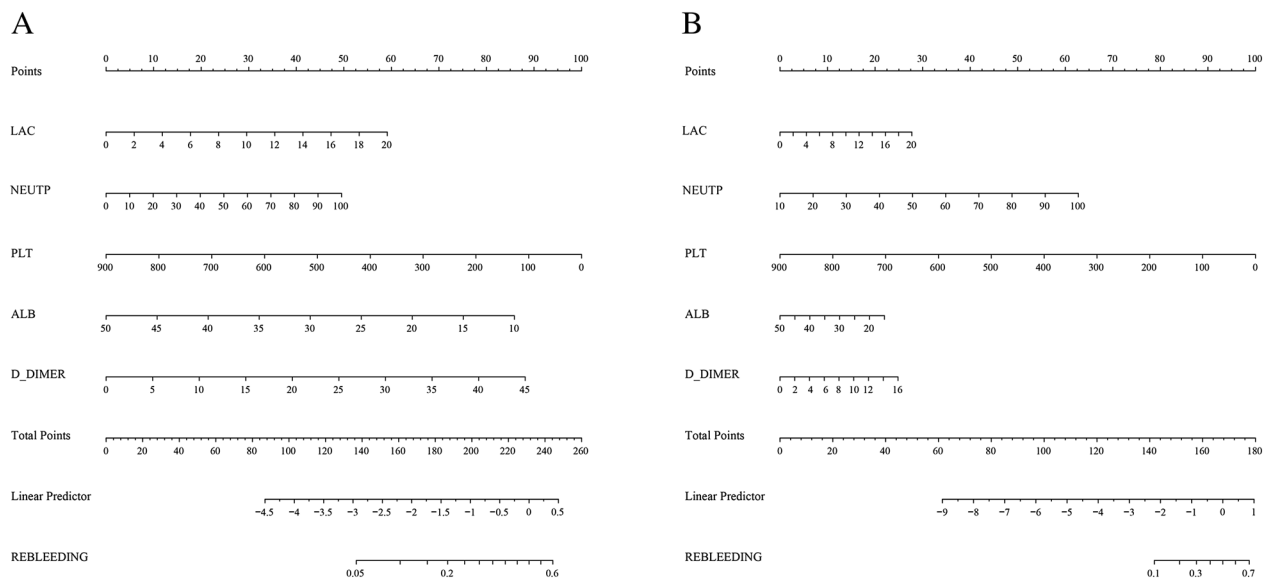 A
Points 0 10 20 30 40 50 60 70 80 90 100
LAC
0 2 4 6 8 10 12 14 16 18 20
NEUTP
0 10 20 30 40 50 60 70 80 90 100
PLT
900 800 700 600 500 400 300 200 100 0
ALB
50 45 40 35 30 25 20 15 10
D_DIMER
0 5 10 15 20 25 30 35 40 45
Total Points
0 20 40 60 80 100 120 140 160 180 200 220 240 260
Linear Predictor
−4.5 −4 −3.5 −3 −2.5 −2 −1.5 −1 −0.5 0 0.5
REBLEEDING
0.05 0.2 0.6
B
Points 0 10 20 30 40 50 60 70 80 90 100
LAC
0 4 8 12 16 20
NEUTP
10 20 30 40 50 60 70 80 90 100
PLT
900 800 700 600 500 400 300 200 100 0
ALB
50 40 30 20
D_DIMER
0 2 4 6 8 10 12 16
Total Points
0 20 40 60 80 100 120 140 160 180
Linear Predictor
−9 −8 −7 −6 −5 −4 −3 −2 −1 0 1
REBLEEDING
0.1 0.3 0.7